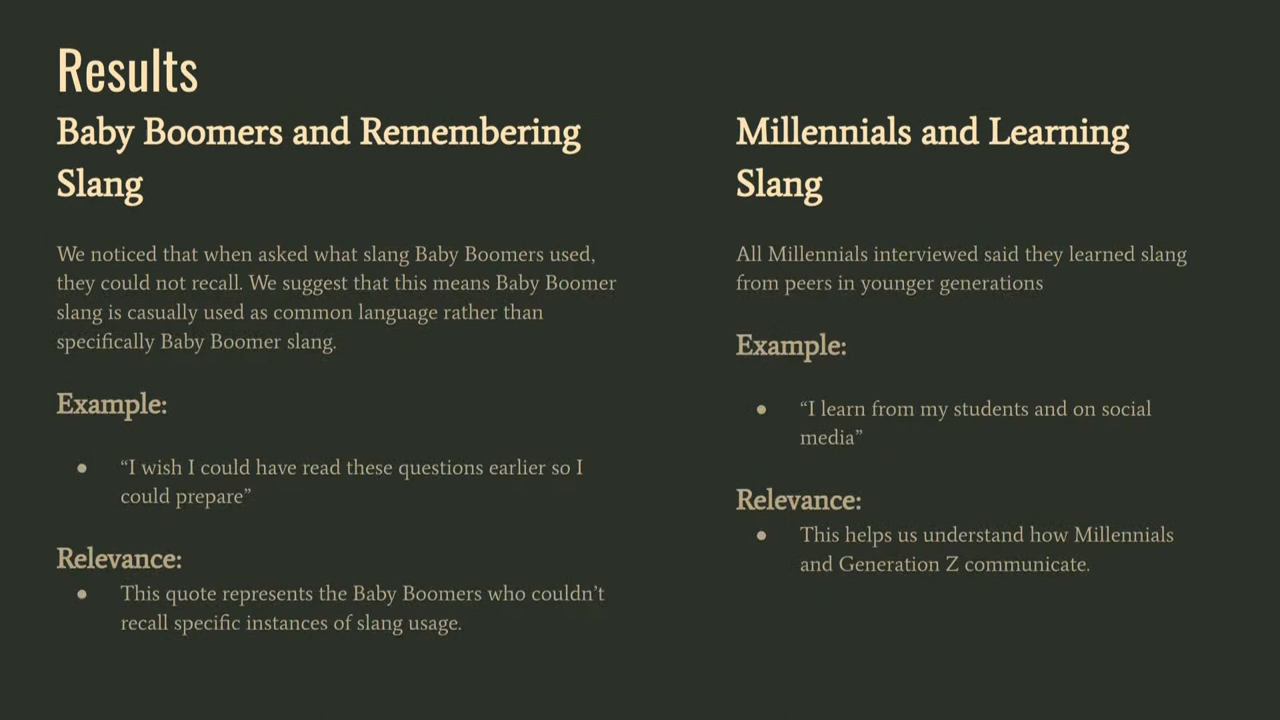 Results
Baby Boomers and Remembering
Slang
We noticed that when asked what slang Baby Boomers used,
they could not recall. We suggest that this means Baby Boomer
slang is casually used as common language rather than
specifically Baby Boomer slang.
Example:
● “I wish I could have read these questions earlier so I
could prepare”
Relevance:
● This quote represents the Baby Boomers who couldn’t
recall specific instances of slang usage.
Millennials and Learning
Slang
All Millennials interviewed said they learned slang
from peers in younger generations
Example:
● “I learn from my students and on social
media”
Relevance:
● This helps us understand how Millennials
and Generation Z communicate.